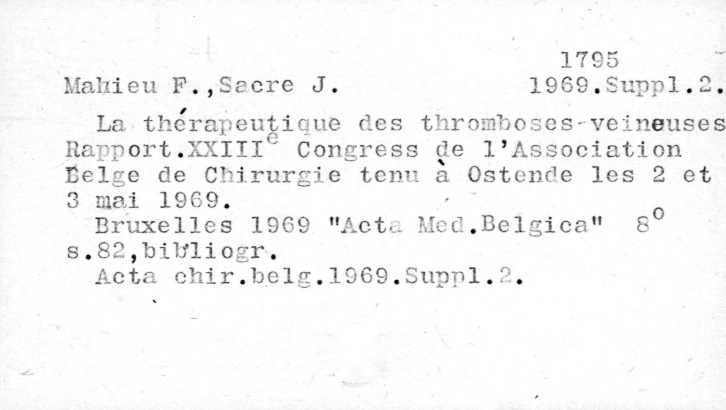 1795
Mahieu F.,Sacre J. 1969.Suppl.2.
La thérapeutique des thromboses-veineuses
Rapport.XXIIIe Congress de l'Association
Belge de Chirurgie tenu à Ostende les 2 et
3 mai 1969.
Bruxelles 1969 "Acta Med.Belgica" 8°
s.82,bibliogr.
Acta chir.belg.1969.Suppl.2.